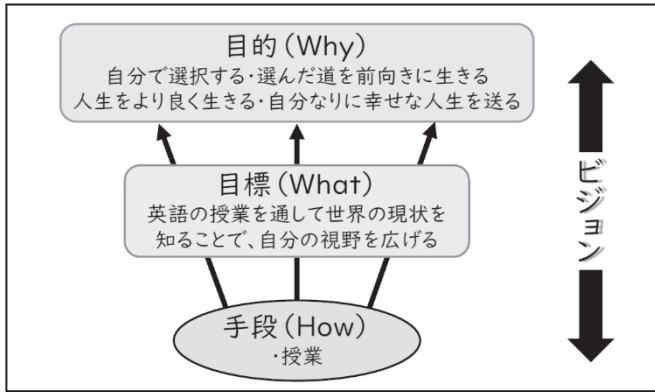 目的(Why)
自分で選択する・選んだ道を前向きに生きる
人生をより良く生きる・自分なりに幸せな人生を送る
目標(What)
英語の授業を通して世界の現状を
知ることで、自分の視野を広げる
手段(How)
・授業
ビジョン